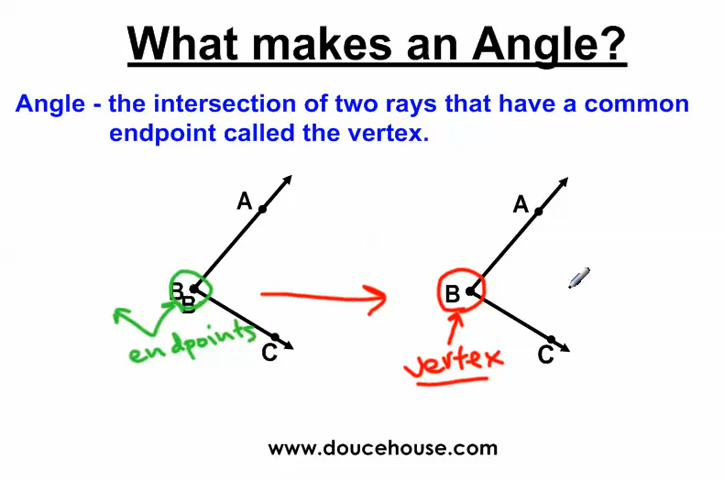 What makes an Angle?
Angle - the intersection of two rays that have a common
endpoint called the vertex.
A
A
B
B
B
endpoints
C
vertex
C
www.doucehouse.com